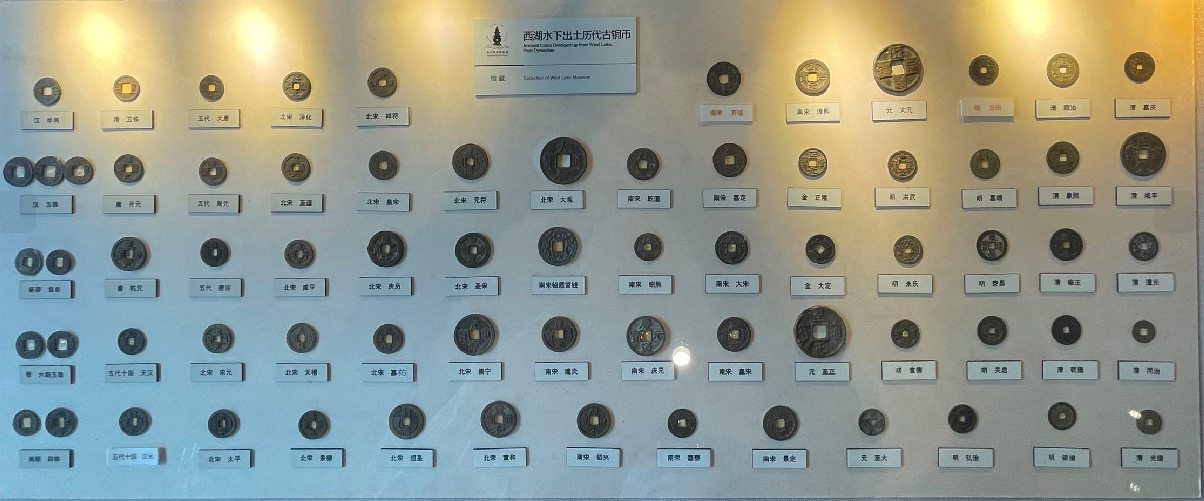 西湖水下出土历代古铜币
Ancient Coins Dredged up from West Lake,
Past Dynasties
馆藏 Collection of West Lake Museum
汉 半两
隋 五铢
五代 大唐
北宋 淳化
北宋 祥符
南宋 淳熙
元 大元
清 顺治
清 嘉庆
汉 五铢
唐 开元
五代 周元
北宋 至道
北宋 皇宋
北宋 元符
北宋 大观
南宋 乾道
南宋 嘉定
金 正隆
明 洪武
明 嘉靖
清 康熙
清 咸丰
唐 乾元
五代 唐国
北宋 咸平
北宋 庆历
北宋 圣宋
南宋 绍熙
南宋 大宋
金 大定
明 永乐
明 泰昌
清 雍正
清 道光
五代十国 天汉
北宋 宋元
北宋 天禧
北宋 嘉祐
北宋 崇宁
南宋 建炎
南宋 庆元
南宋 皇宋
元 至正
明 宣德
明 天启
清 乾隆
清 同治
五代十国 汉元
北宋 太平
北宋 景德
北宋 绍圣
北宋 宣和
南宋 绍兴
南宋 嘉泰
南宋 景定
元 至大
明 弘治
明 崇祯
清 光绪